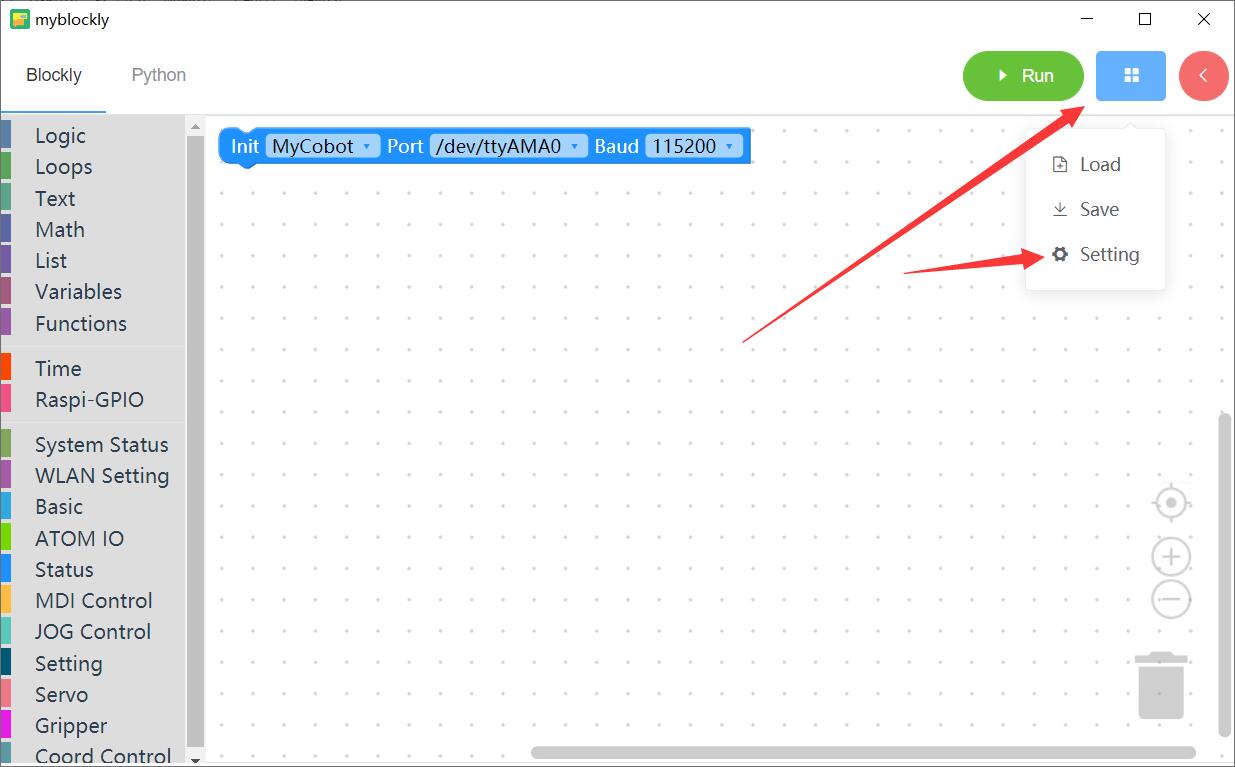 myblockly
Blockly
Python
Run
Logic
Loops
Text
Math
List
Variables
Functions
Time
Raspi-GPIO
System Status
WLAN Setting
Basic
ATOM IO
Status
MDI Control
JOG Control
Setting
Servo
Gripper
Coord Control
Init MyCobot Port /dev/ttyAMA0 Baud 115200
Load
Save
Setting